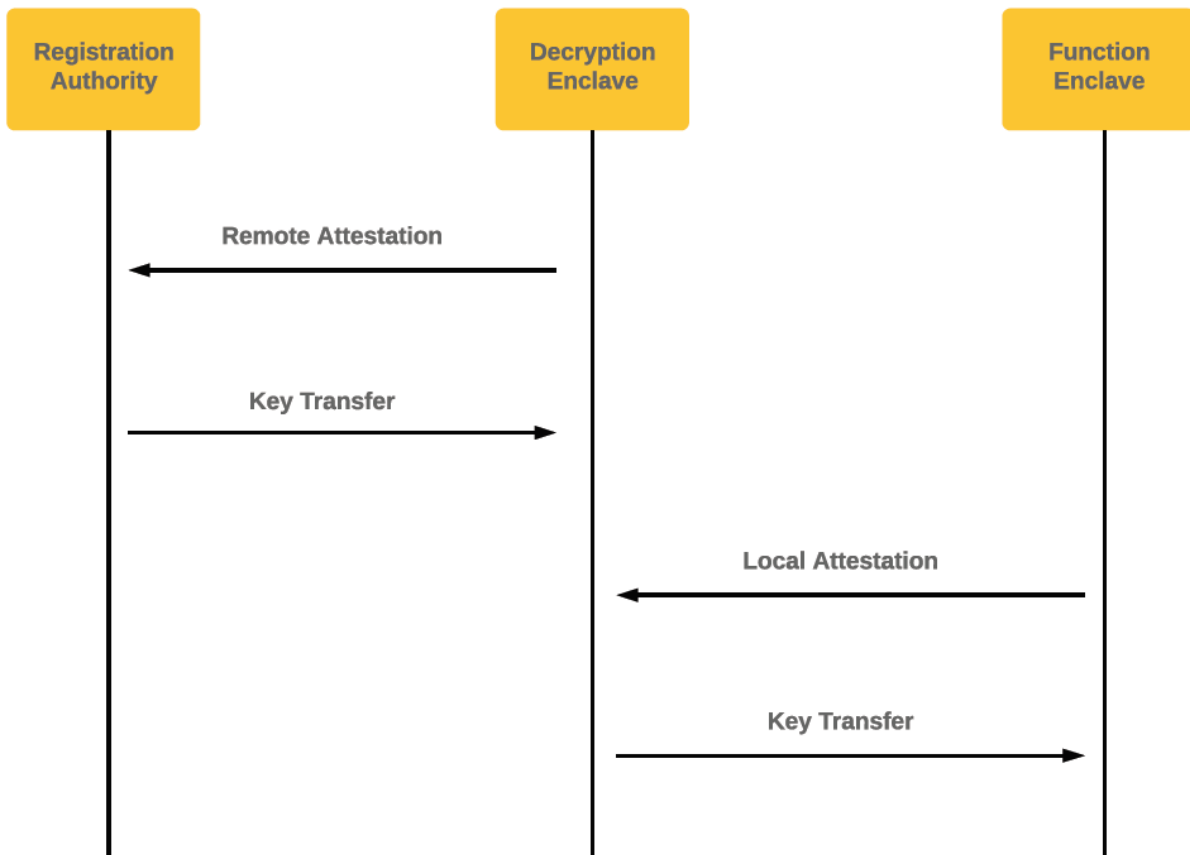 Registration
Authority
Decryption
Enclave
Function
Enclave
Remote Attestation
Key Transfer
Local Attestation
Key Transfer